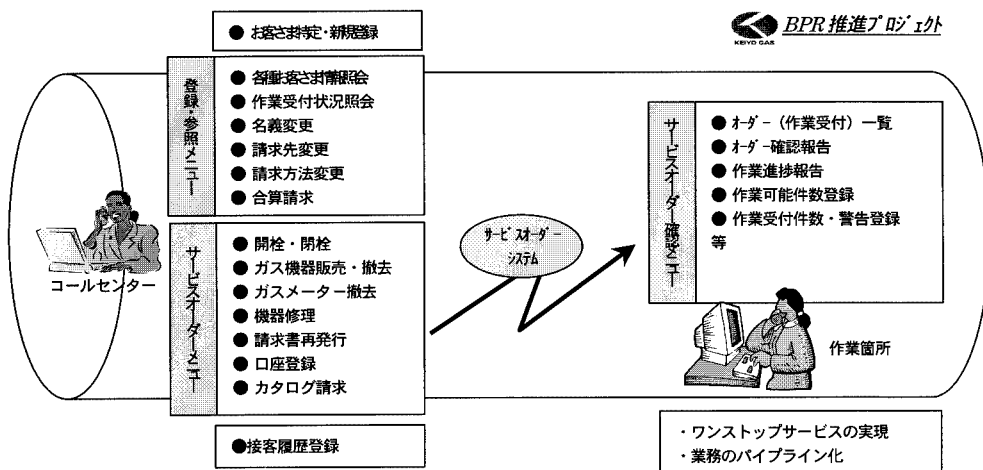 ● お客さま特定・新規登録
KEIYO GAS
BPR推進プロジェクト
登録・参照メニュー
● 各種お客さま情報照会
● 作業受付状況照会
● 名義変更
● 請求先変更
● 請求方法変更
● 合算請求
コールセンター
サービスオーダーメニュー
● 開栓・閉栓
● ガス機器販売・撤去
● ガスメーター撤去
● 機器修理
● 請求書再発行
● 口座登録
● カタログ請求
●接客履歴登録
サービスオーダー
システム
サービスオーダー確認メニュー
● オーダー（作業受付）一覧
● オーダー確認報告
● 作業進捗報告
● 作業可能件数登録
● 作業受付件数・警告登録
等
作業箇所
・ワンストップサービスの実現
・業務のパイプライン化